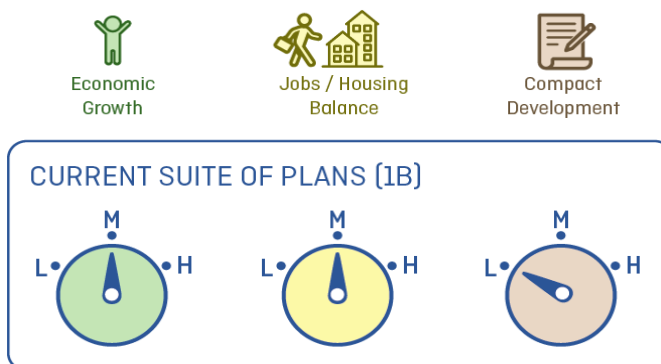 Economic
Growth
Jobs / Housing
Balance
Compact
Development
CURRENT SUITE OF PLANS (1B)
M
L H
M
L H
M
L H